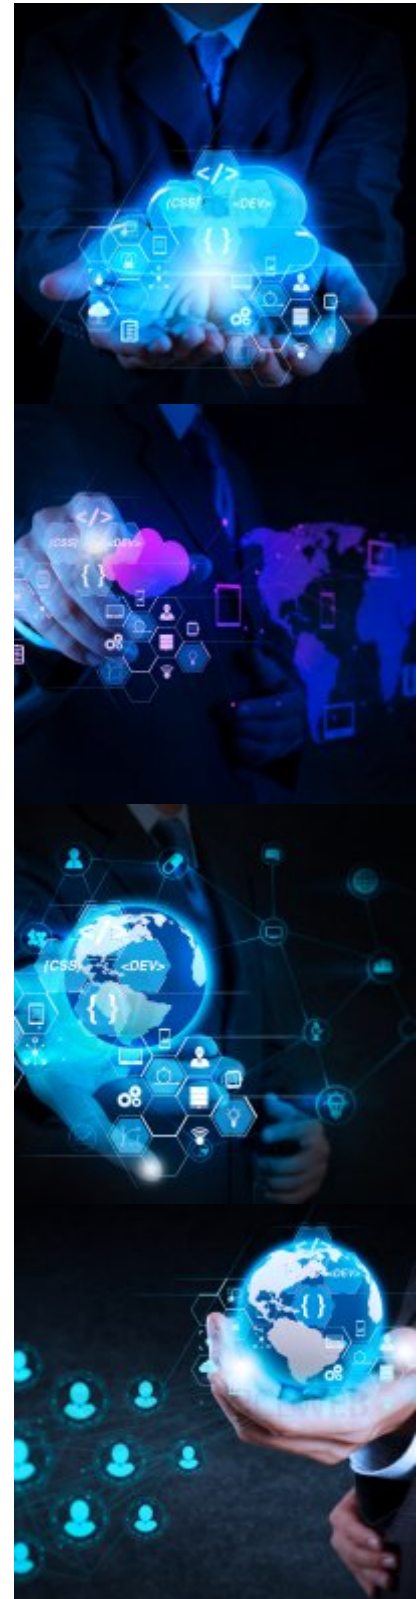 </>
{CSS} <DEV>
{ }
</>
{CSS} <DEV>
{ }
</>
{CSS} <DEV>
{ }
</>
<DEV>
{ }